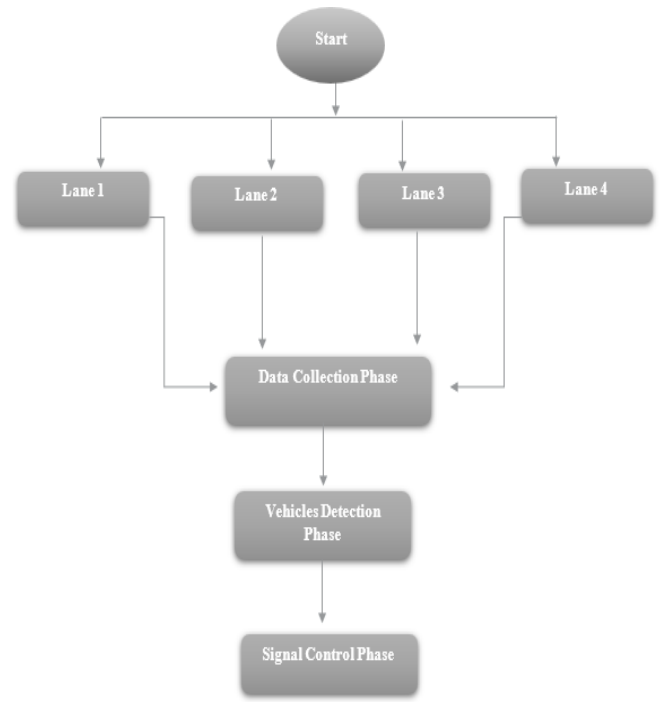 Start
Lane 1
Lane 2
Lane 3
Lane 4
Data Collection Phase
Vehicles Detection
Phase
Signal Control Phase